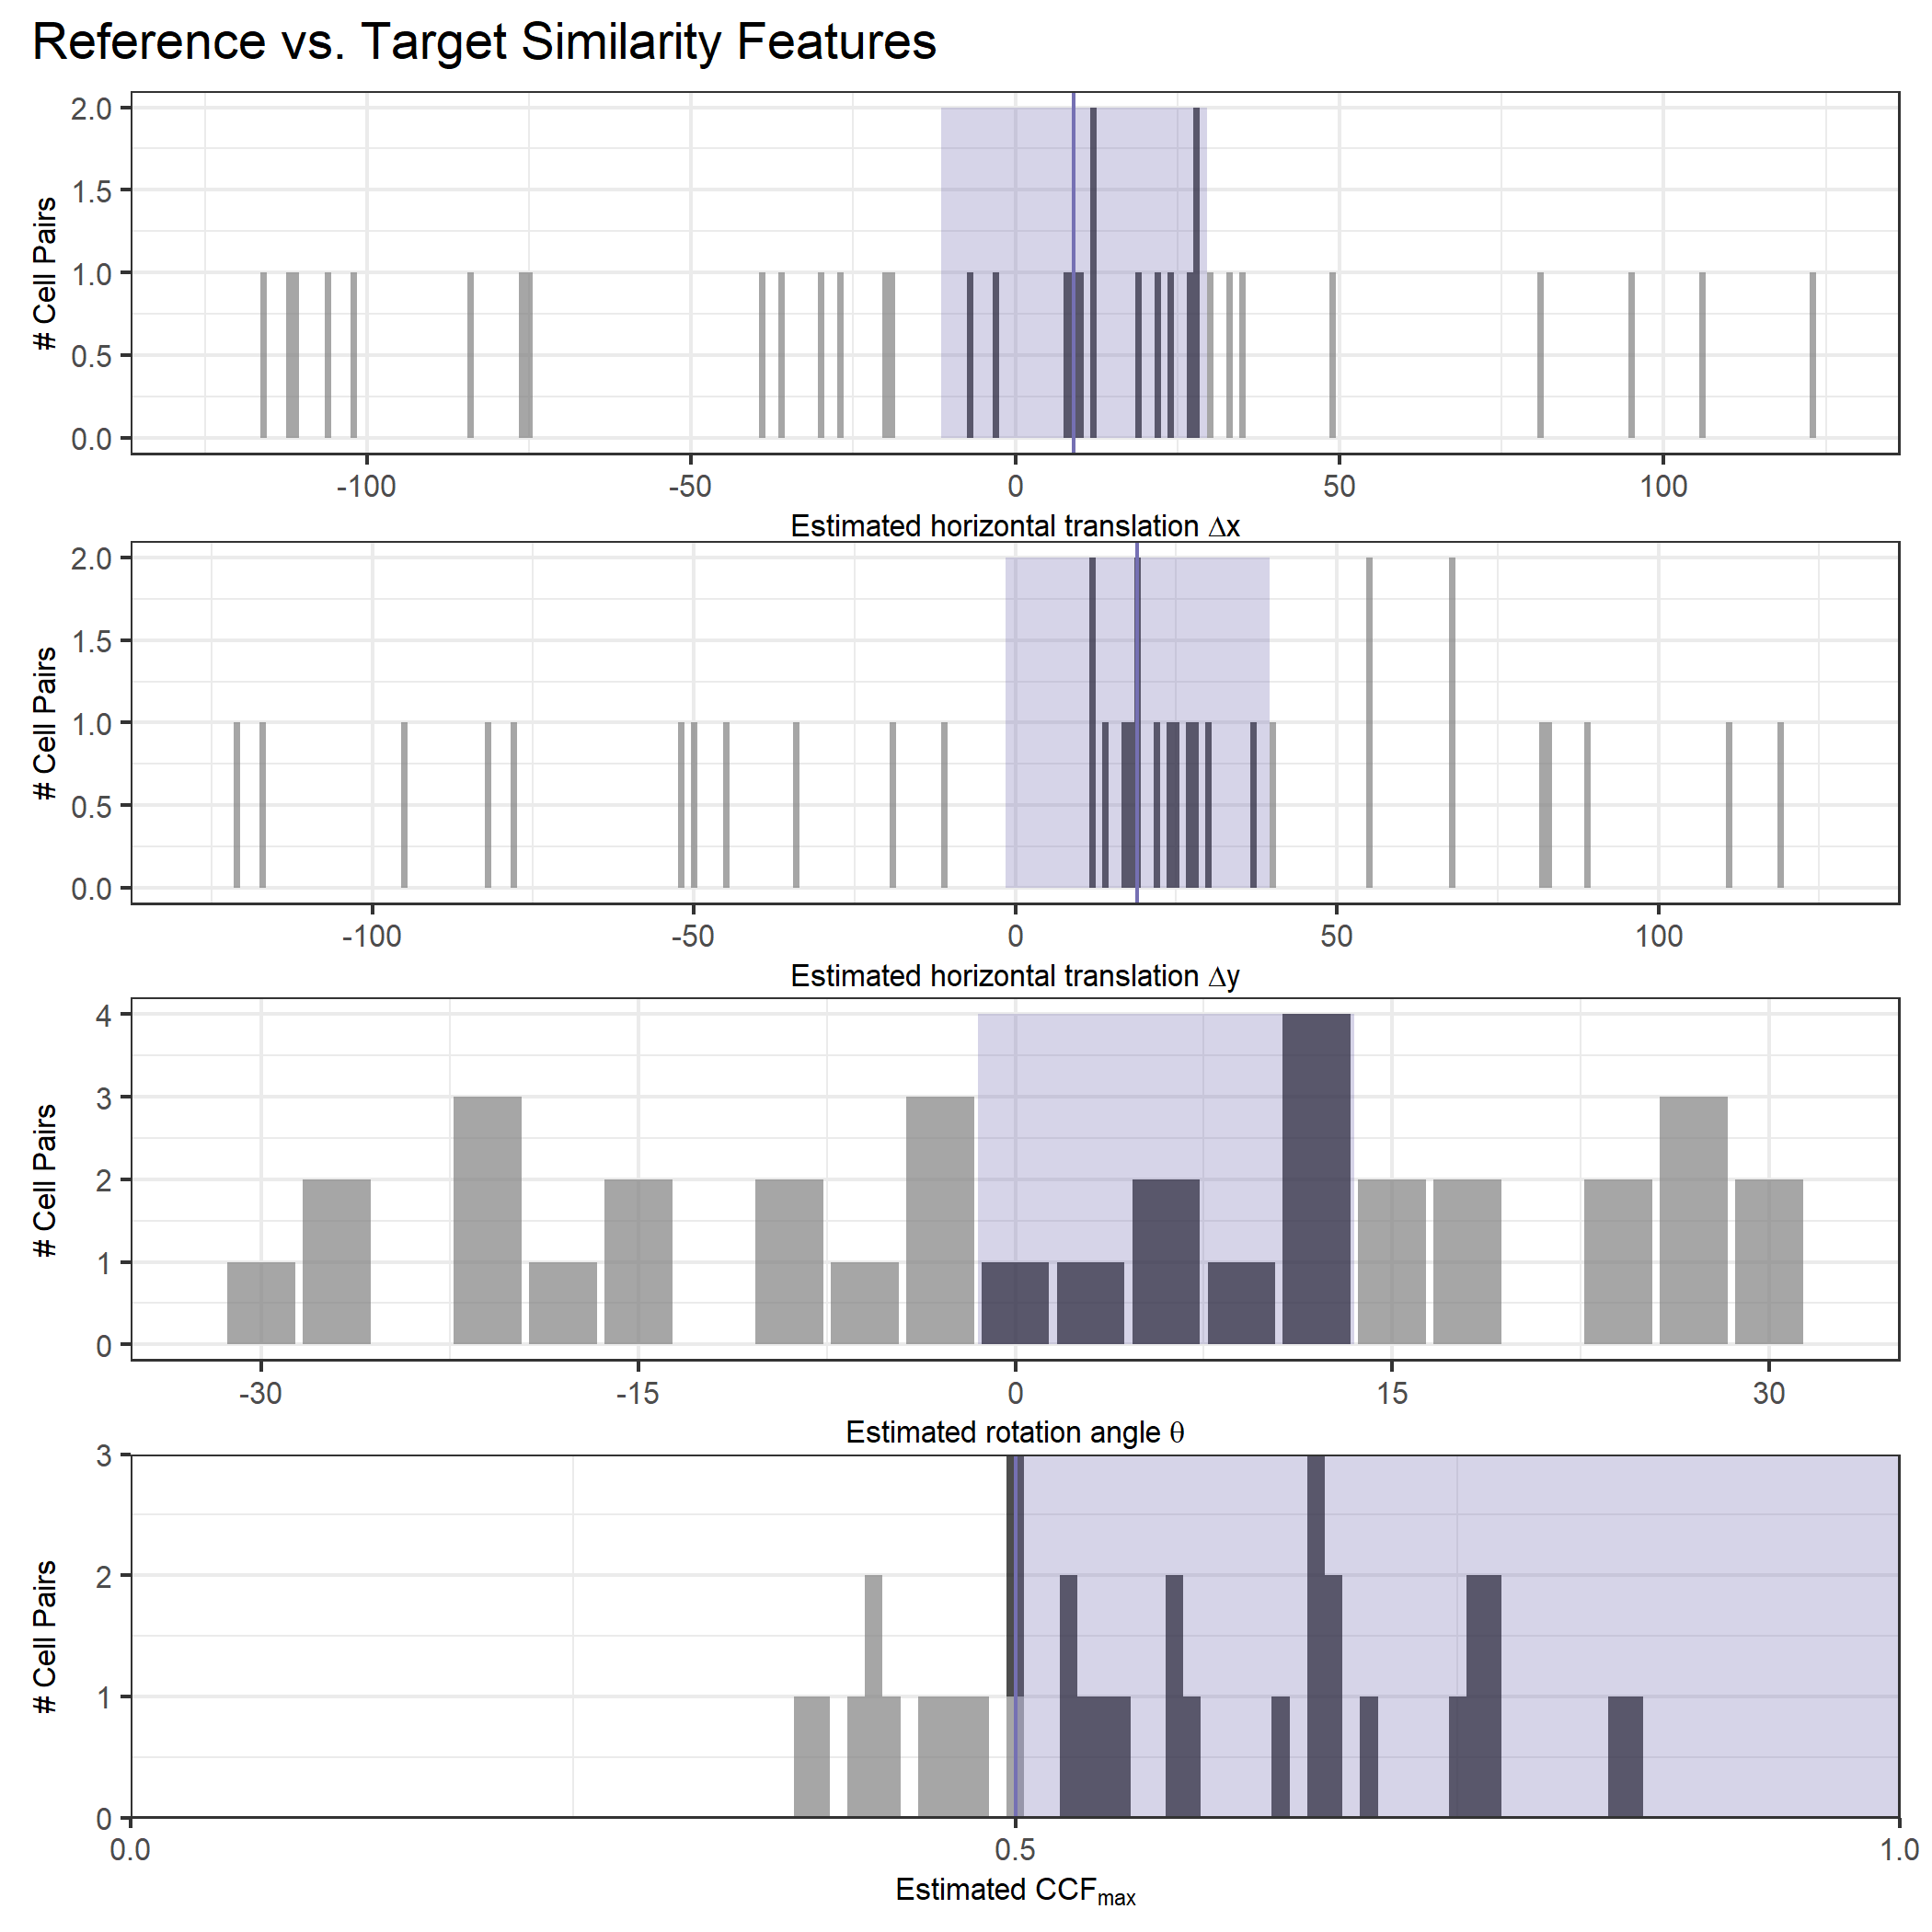 Reference vs. Target Similarity Features
# Cell Pairs
2.0
1.5
1.0
0.5
0.0
-100 -50 0 50 100
Estimated horizontal translation Δx
# Cell Pairs
2.0
1.5
1.0
0.5
0.0
-100 -50 0 50 100
Estimated horizontal translation Δy
# Cell Pairs
4
3
2
1
0
-30 -15 0 15 30
Estimated rotation angle θ
# Cell Pairs
3
2
1
0
0.0 0.5 1.0
Estimated CCFmax